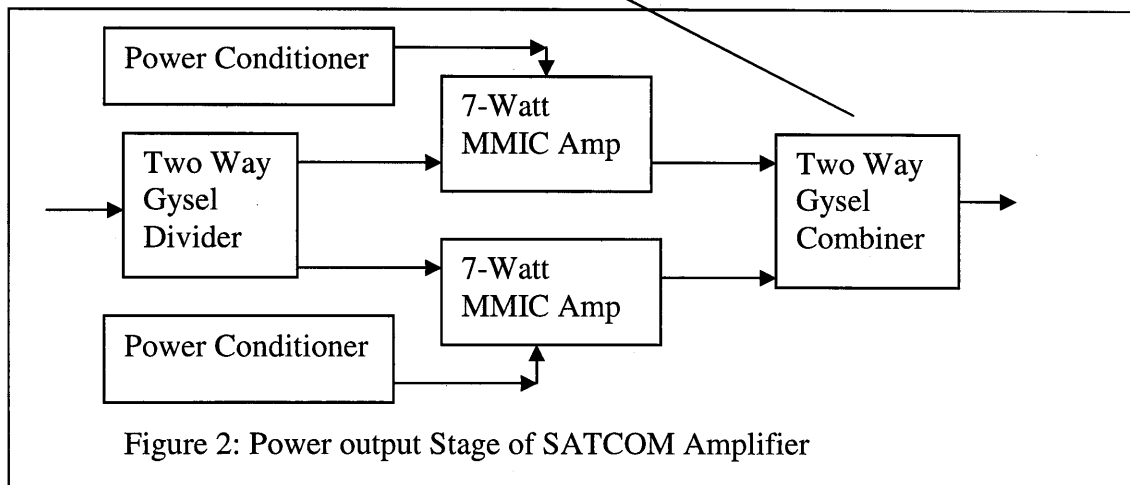 Power Conditioner
7-Watt
MMIC Amp
Two Way
Gysel
Divider
Two Way
Gysel
Combiner
7-Watt
MMIC Amp
Power Conditioner
Figure 2: Power output Stage of SATCOM Amplifier